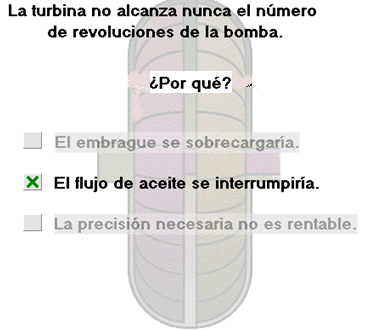 La turbina no alcanza nunca el número
de revoluciones de la bomba.
¿Por qué?
El embrague se sobrecargaría.
El flujo de aceite se interrumpiría.
La precisión necesaria no es rentable.